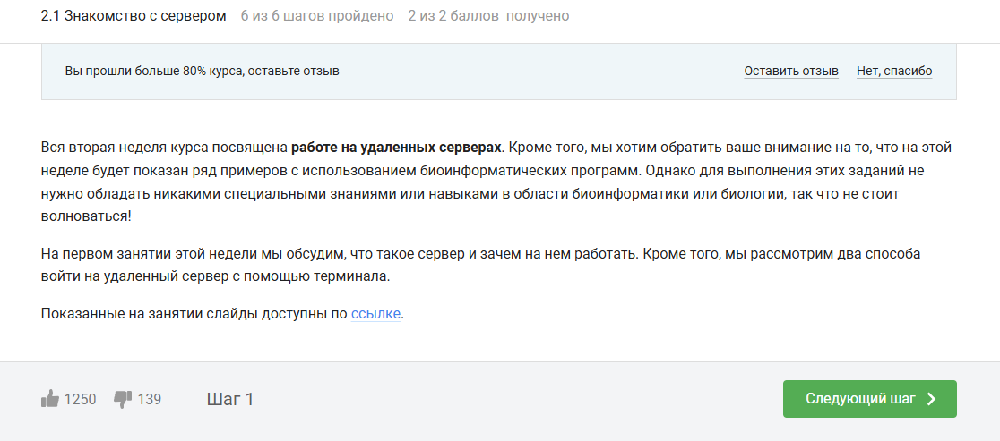 2.1 Знакомство с сервером 6 из 6 шагов пройдено 2 из 2 баллов получено
Вы прошли больше 80% курса, оставьте отзыв Оставить отзыв Нет, спасибо
Вся вторая неделя курса посвящена работе на удаленных серверах. Кроме того, мы хотим обратить ваше внимание на то, что на этой
неделе будет показан ряд примеров с использованием биоинформатических программ. Однако для выполнения этих заданий не
нужно обладать никакими специальными знаниями или навыками в области биоинформатики или биологии, так что не стоит
волноваться!
На первом занятии этой недели мы обсудим, что такое сервер и зачем на нем работать. Кроме того, мы рассмотрим два способа
войти на удаленный сервер с помощью терминала.
Показанные на занятии слайды доступны по ссылке.
1250 139 Шаг 1 Следующий шаг